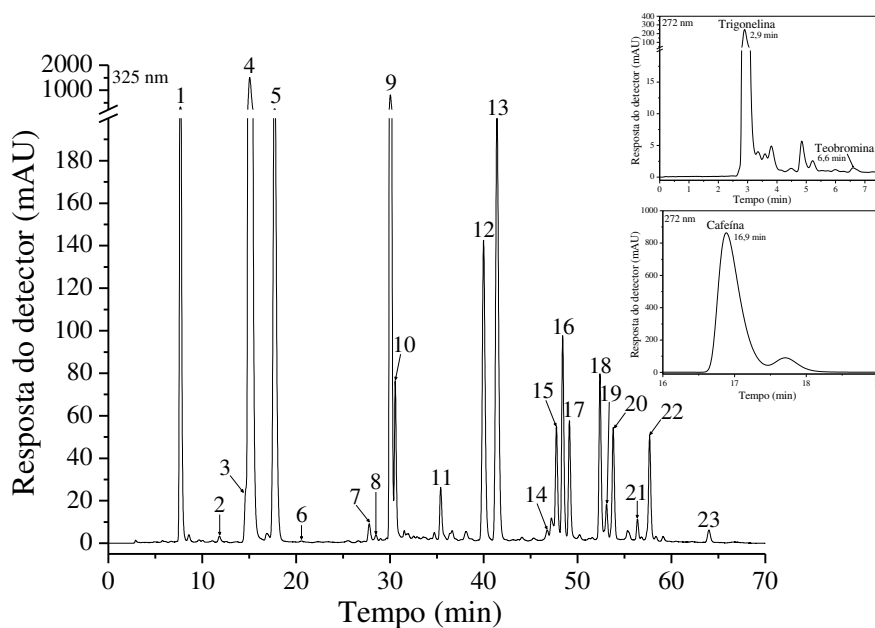 325 nm
Resposta do detector (mAU)
2000
1000
180
160
140
120
100
80
60
40
20
0
0 10 20 30 40 50 60 70
Tempo (min)
1
2
3
4
5
6
7
8
9
10
11
12
13
14
15
16
17
18
19
20
21
22
23
272 nm
Trigonelina
2,9 min
Teobromina
6,6 min
Resposta do detector (mAU)
400
300
200
100
15
10
5
0
0 1 2 3 4 5 6 7
Tempo (min)
272 nm
Cafeína
16,9 min
Resposta do detector (mAU)
1000
800
600
400
200
0
16 17 18
Tempo (min)